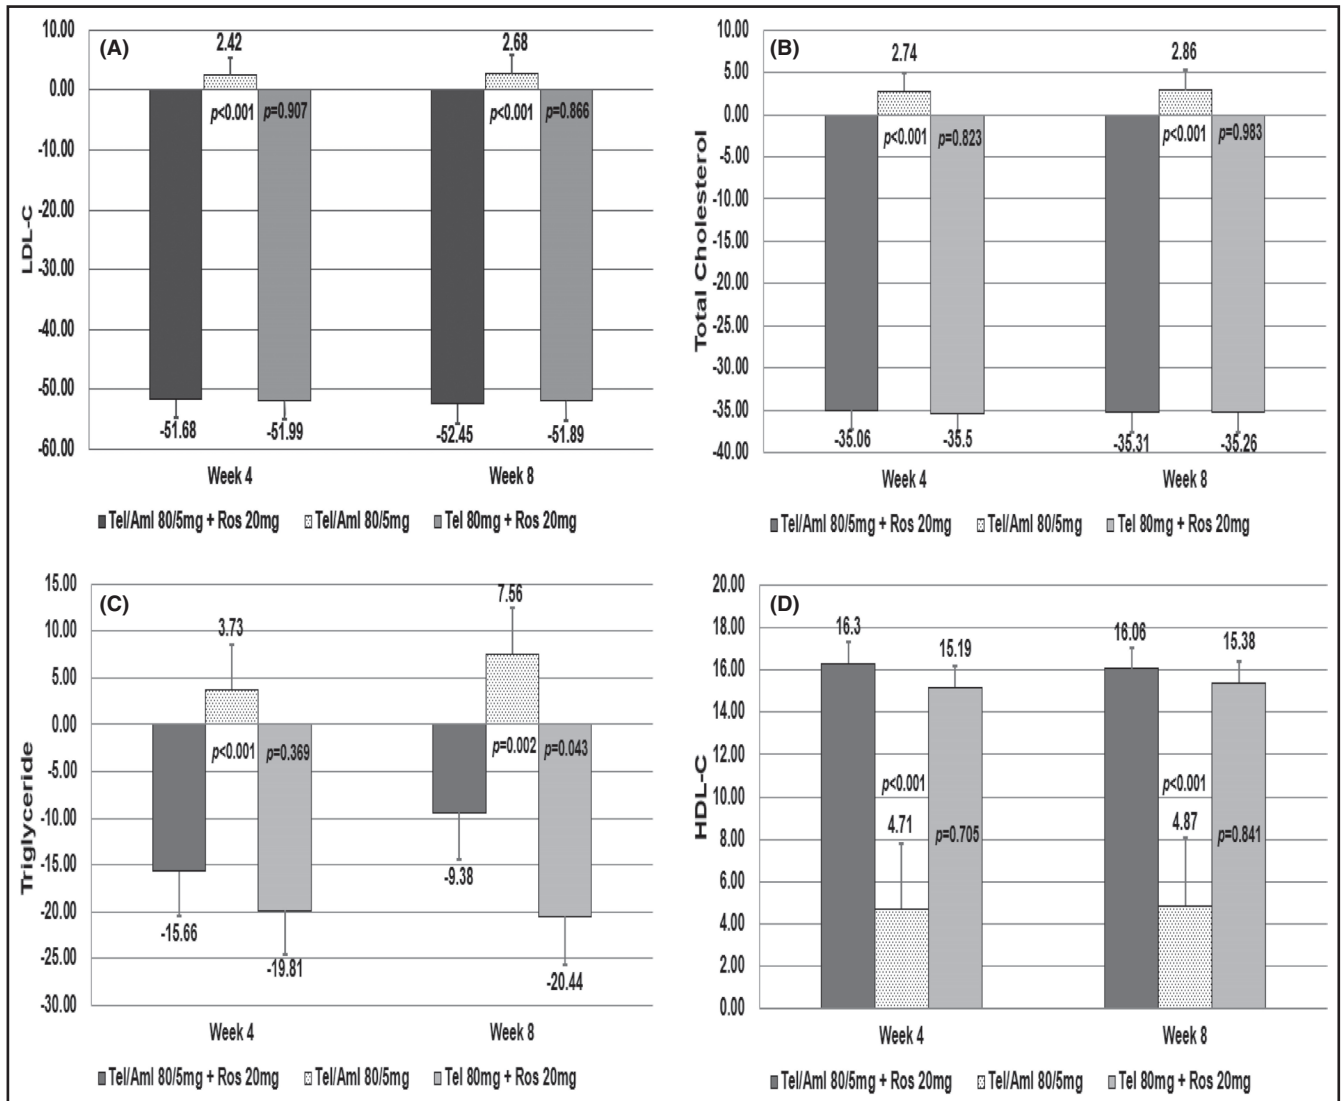 (A)
LDL-C
10.00
0.00
-10.00
-20.00
-30.00
-40.00
-50.00
-60.00
2.42
2.68
p<0.001
p=0.907
p<0.001
p=0.866
-51.68
-51.99
-52.45
-51.89
Week 4
Week 8
Tel/Aml 80/5mg + Ros 20mg
Tel/Aml 80/5mg
Tel 80mg + Ros 20mg
(B)
Total Cholesterol
10.00
5.00
0.00
-5.00
-10.00
-15.00
-20.00
-25.00
-30.00
-35.00
-40.00
2.74
2.86
p<0.001
p=0.823
p<0.001
p=0.983
-35.06
-35.5
-35.31
-35.26
Week 4
Week 8
Tel/Aml 80/5mg + Ros 20mg
Tel/Aml 80/5mg
Tel 80mg + Ros 20mg
(C)
Triglyceride
15.00
10.00
5.00
0.00
-5.00
-10.00
-15.00
-20.00
-25.00
-30.00
3.73
7.56
p<0.001
p=0.369
p=0.002
p=0.043
-15.66
-19.81
-9.38
-20.44
Week 4
Week 8
Tel/Aml 80/5mg + Ros 20mg
Tel/Aml 80/5mg
Tel 80mg + Ros 20mg
(D)
HDL-C
20.00
18.00
16.00
14.00
12.00
10.00
8.00
6.00
4.00
2.00
0.00
16.3
15.19
16.06
15.38
p<0.001
4.71
p=0.705
p<0.001
4.87
p=0.841
Week 4
Week 8
Tel/Aml 80/5mg + Ros 20mg
Tel/Aml 80/5mg
Tel 80mg + Ros 20mg